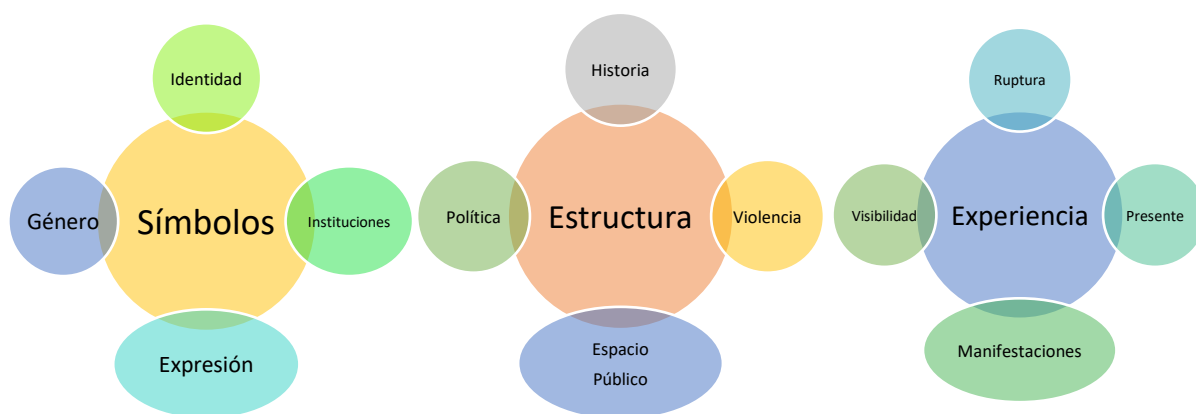 Identidad
Género
Símbolos
Instituciones
Expresión
Historia
Política
Estructura
Violencia
Espacio
Público
Ruptura
Visibilidad
Experiencia
Presente
Manifestaciones